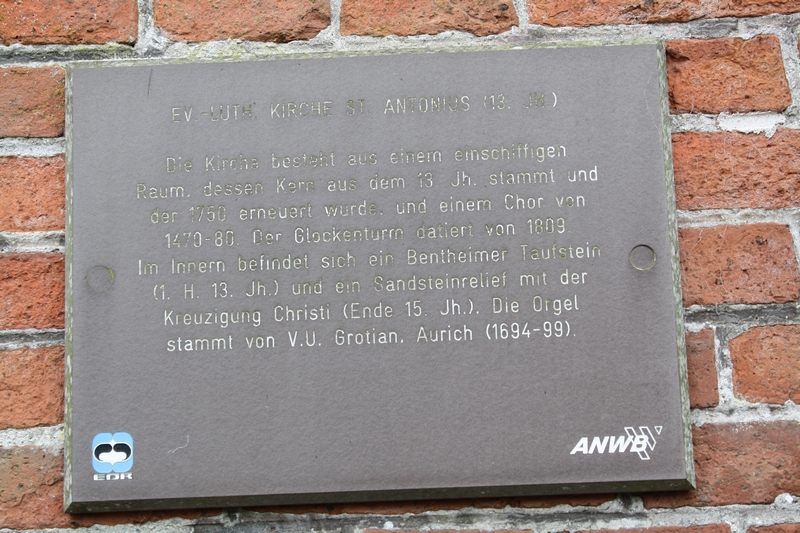 EV.-LUTH. KIRCHE ST. ANTONIUS (13. JH.)
Die Kirche besteht aus einem einschiffigen
Raum, dessen Kern aus dem 13. Jh. stammt und
der 1750 erneuert wurde, und einem Chor von
1470-80. Der Glockenturm datiert von 1809
Im Innern befindet sich ein Bentheimer Taufstein
(1. H. 13. Jh.) und ein Sandsteinrelief mit der
Kreuzigung Christi (Ende 15. Jh.). Die Orgel
stammt von V.U. Grotian, Aurich (1694-99).
EDR
ANWB